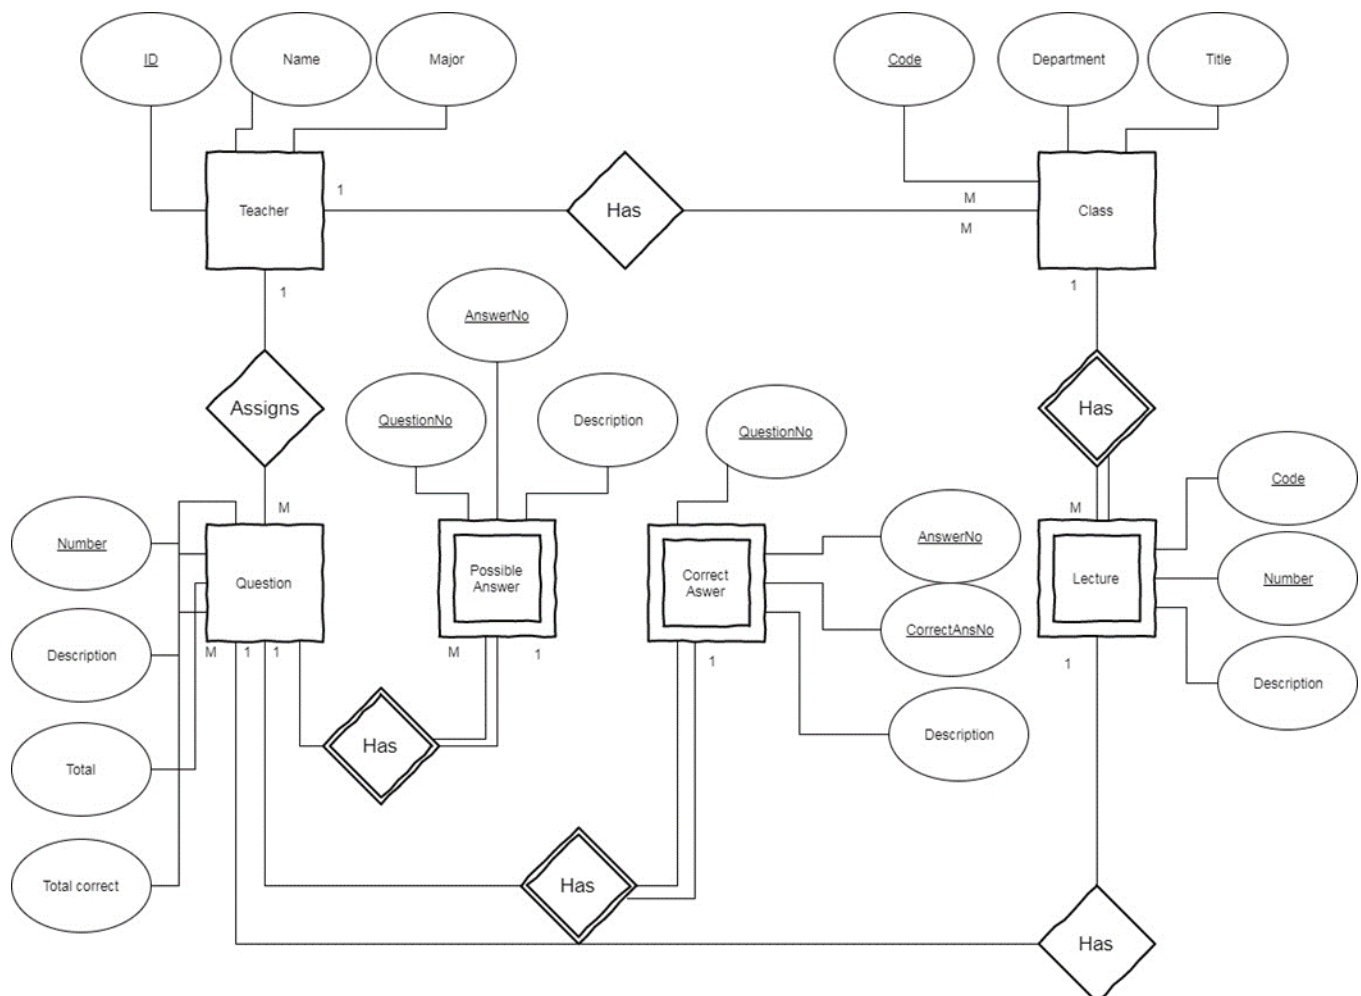 ID
Name
Major
Code
Department
Title
Teacher
1
Has
M
M
Class
1
AnswerNo
1
Assigns
QuestionNo
Description
QuestionNo
Has
Code
M
M
Number
Question
Possible
Answer
Correct
Aswer
AnswerNo
Lecture
Number
CorrectAnsNo
Description
M
1
1
M
1
1
1
Description
Has
Description
Total
Total correct
Has
Has